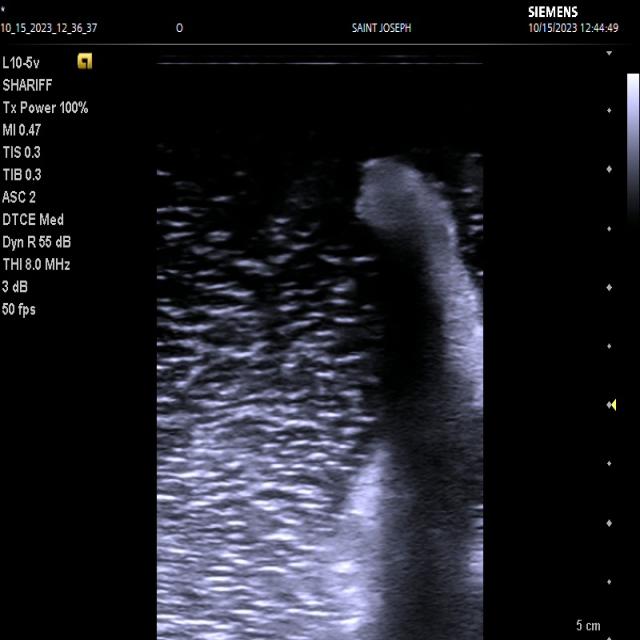 SIEMENS
10_15_2023_12_36_37 O SAINT JOSEPH 10/15/2023 12:44:49
L10-5v
SHARIFF
Tx Power 100%
MI 0.47
TIS 0.3
TIB 0.3
ASC 2
DTCE Med
Dyn R 55 dB
THI 8.0 MHz
3 dB
50 fps
5 cm